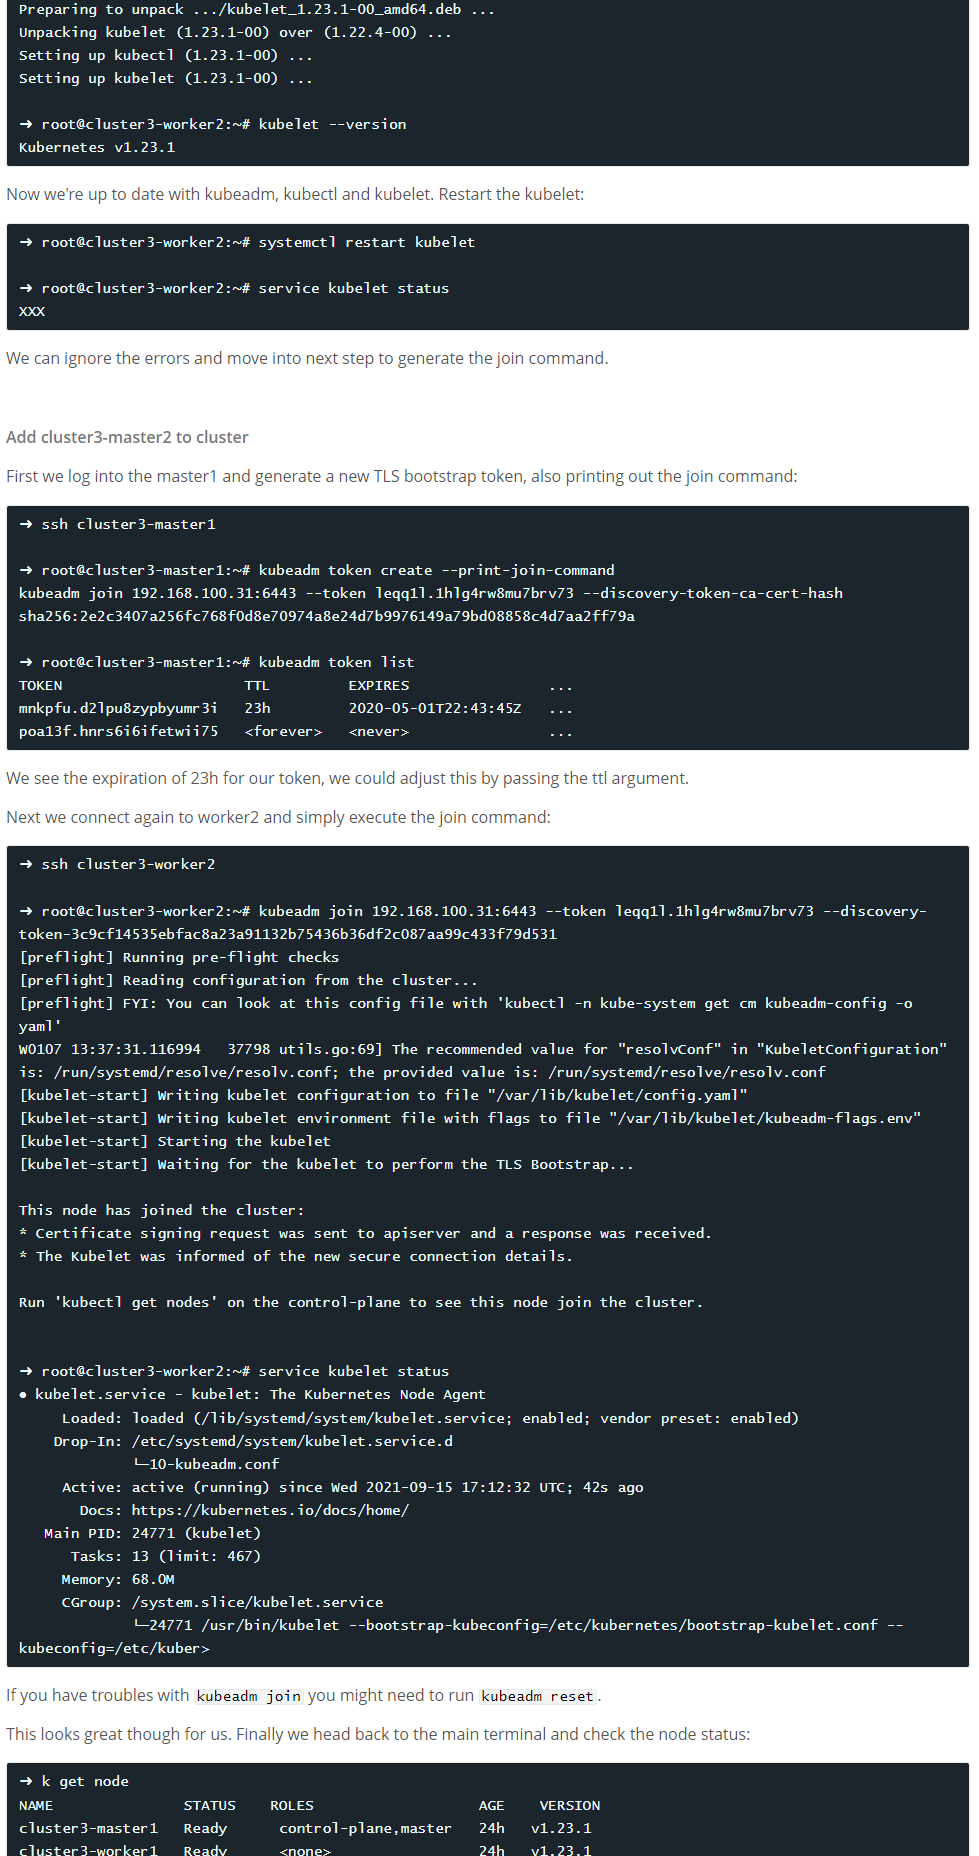 Preparing to unpack .../kubelet_1.23.1-00_amd64.deb ...
Unpacking kubelet (1.23.1-00) over (1.22.4-00) ...
Setting up kubectl (1.23.1-00) ...
Setting up kubelet (1.23.1-00) ...
➜ root@cluster3-worker2:~# kubelet --version
Kubernetes v1.23.1
Now we're up to date with kubeadm, kubectl and kubelet. Restart the kubelet:
➜ root@cluster3-worker2:~# systemctl restart kubelet
➜ root@cluster3-worker2:~# service kubelet status
XXX
We can ignore the errors and move into next step to generate the join command.
Add cluster3-master2 to cluster
First we log into the master1 and generate a new TLS bootstrap token, also printing out the join command:
➜ ssh cluster3-master1
➜ root@cluster3-master1:~# kubeadm token create --print-join-command
kubeadm join 192.168.100.31:6443 --token leqq1l.1hlg4rw8mu7brv73 --discovery-token-ca-cert-hash
sha256:2e2c3407a256fc768f0d8e70974a8e24d7b9976149a79bd08858c4d7aa2ff79a
➜ root@cluster3-master1:~# kubeadm token list
TOKEN TTL EXPIRES ...
mnkpfu.d2lpu8zypbyumr3i 23h 2020-05-01T22:43:45Z ...
poa13f.hnrs6i6ifetwii75 <forever> <never> ...
We see the expiration of 23h for our token, we could adjust this by passing the ttl argument.
Next we connect again to worker2 and simply execute the join command:
➜ ssh cluster3-worker2
➜ root@cluster3-worker2:~# kubeadm join 192.168.100.31:6443 --token leqq1l.1hlg4rw8mu7brv73 --discovery-
token-3c9cf14535ebfac8a23a91132b75436b36df2c087aa99c433f79d531
[preflight] Running pre-flight checks
[preflight] Reading configuration from the cluster...
[preflight] FYI: You can look at this config file with 'kubectl -n kube-system get cm kubeadm-config -o
yaml'
W0107 13:37:31.116994 37798 utils.go:69] The recommended value for "resolvConf" in "KubeletConfiguration"
is: /run/systemd/resolve/resolv.conf; the provided value is: /run/systemd/resolve/resolv.conf
[kubelet-start] Writing kubelet configuration to file "/var/lib/kubelet/config.yaml"
[kubelet-start] Writing kubelet environment file with flags to file "/var/lib/kubelet/kubeadm-flags.env"
[kubelet-start] Starting the kubelet
[kubelet-start] Waiting for the kubelet to perform the TLS Bootstrap...
This node has joined the cluster:
* Certificate signing request was sent to apiserver and a response was received.
* The Kubelet was informed of the new secure connection details.
Run 'kubectl get nodes' on the control-plane to see this node join the cluster.
➜ root@cluster3-worker2:~# service kubelet status
● kubelet.service - kubelet: The Kubernetes Node Agent
Loaded: loaded (/lib/systemd/system/kubelet.service; enabled; vendor preset: enabled)
Drop-In: /etc/systemd/system/kubelet.service.d
└─10-kubeadm.conf
Active: active (running) since Wed 2021-09-15 17:12:32 UTC; 42s ago
Docs: https://kubernetes.io/docs/home/
Main PID: 24771 (kubelet)
Tasks: 13 (limit: 467)
Memory: 68.0M
CGroup: /system.slice/kubelet.service
└─24771 /usr/bin/kubelet --bootstrap-kubeconfig=/etc/kubernetes/bootstrap-kubelet.conf --
kubeconfig=/etc/kuber>
If you have troubles with kubeadm join you might need to run kubeadm reset.
This looks great though for us. Finally we head back to the main terminal and check the node status:
➜ k get node
NAME STATUS ROLES AGE VERSION
cluster3-master1 Ready control-plane,master 24h v1.23.1
cluster3-worker1 Ready <none> 24h v1.23.1